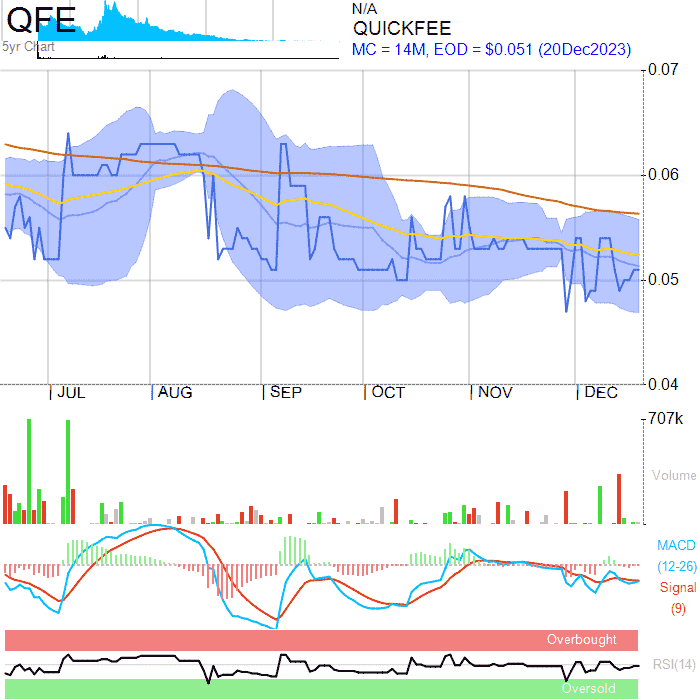 QFE
5yr Chart
N/A
QUICKFEE
MC = 14M, EOD = $0.051 (20Dec2023)
0.07
0.06
0.05
0.04
JUL AUG SEP OCT NOV DEC
707k
Volume
MACD
(12-26)
Signal
(9)
Overbought
RSI(14)
Oversold